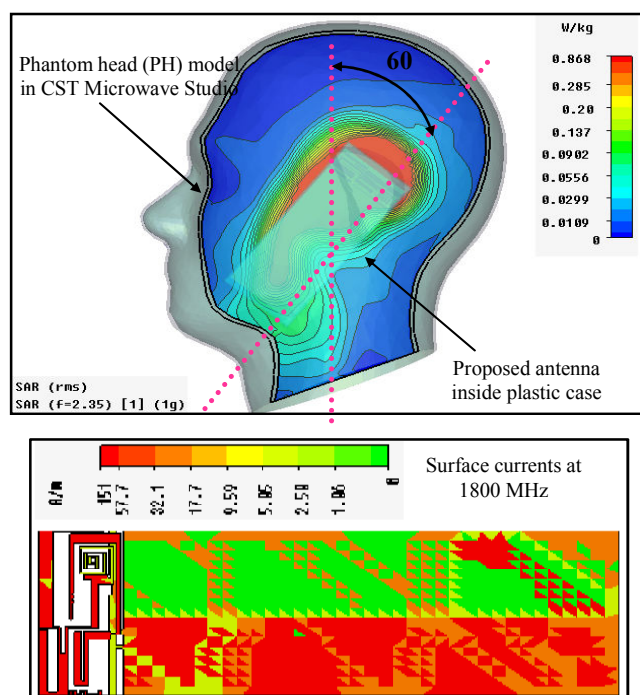 W/kg
Phantom head (PH) model
in CST Microwave Studio
60
0.868
0.285
0.20
0.137
0.0902
0.0556
0.0299
0.0109
0
Proposed antenna
inside plastic case
SAR (rms)
SAR (f=2.35) [1] (1g)
A/m
151
57.7
32.1
17.7
9.59
5.05
2.58
1.06
0
Surface currents at
1800 MHz